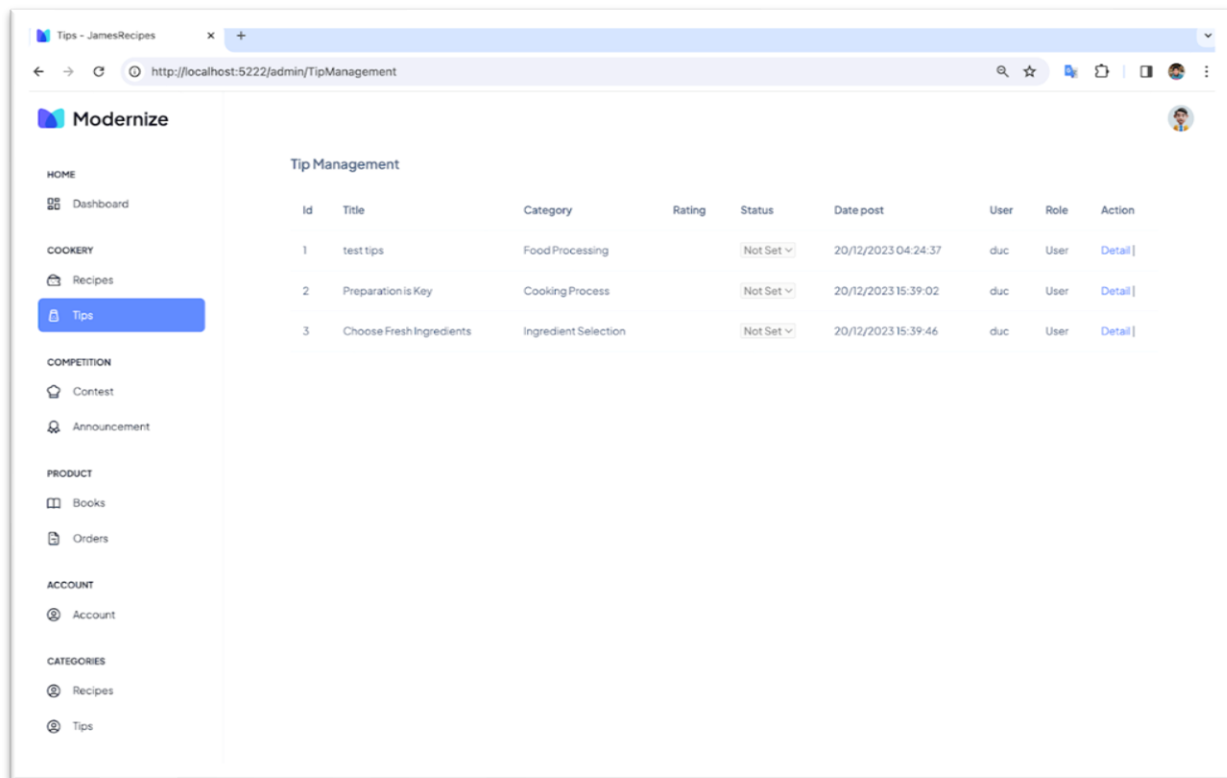 Tips - JamesRecipes
http://localhost:5222/admin/TipManagement
Modernize
HOME
Dashboard
COOKERY
Recipes
Tips
COMPETITION
Contest
Announcement
PRODUCT
Books
Orders
ACCOUNT
Account
CATEGORIES
Recipes
Tips
Tip Management
Id Title Category Rating Status Date post User Role Action
1 test tips Food Processing Not Set 20/12/2023 04:24:37 duc User Detail |
2 Preparation is Key Cooking Process Not Set 20/12/2023 15:39:02 duc User Detail |
3 Choose Fresh Ingredients Ingredient Selection Not Set 20/12/2023 15:39:46 duc User Detail |